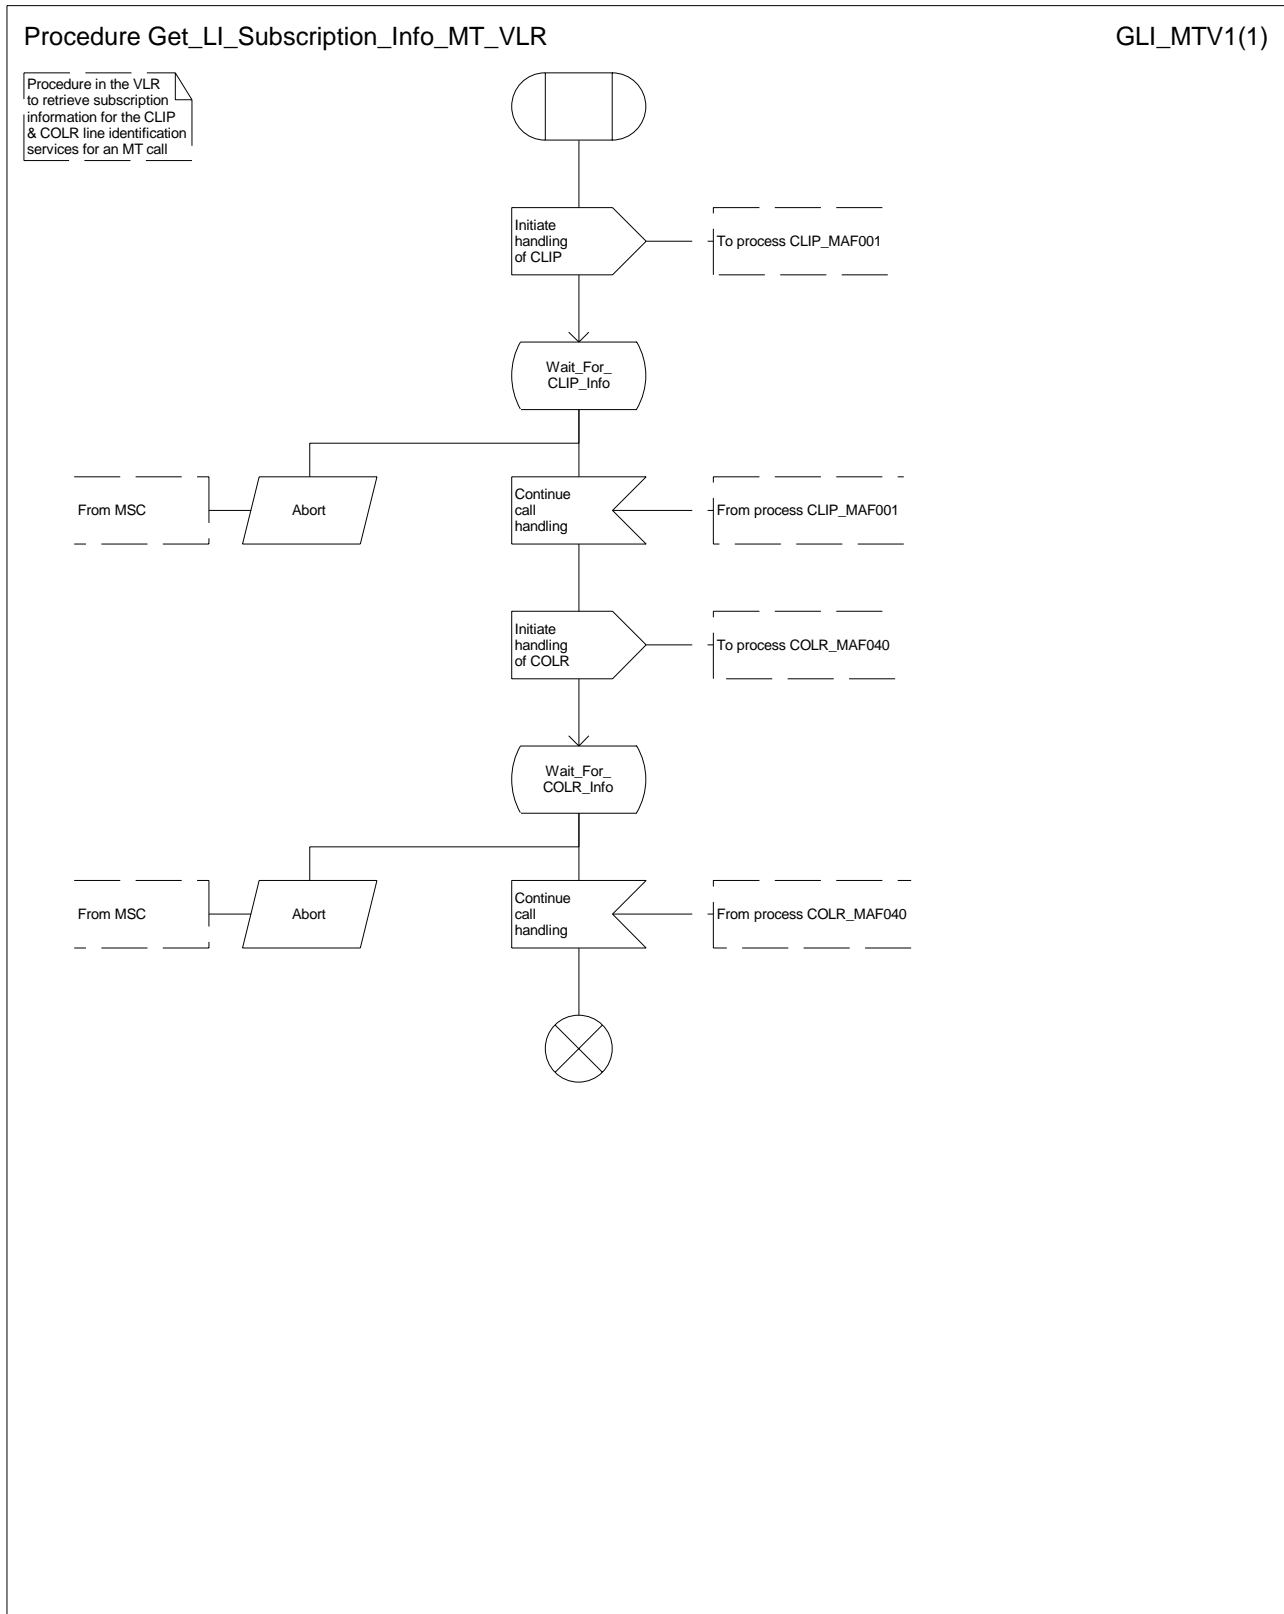 Procedure Get_LI_Subscription_Info_MT_VLR
GLI_MTV1(1)
Procedure in the VLR
to retrieve subscription
information for the CLIP
& COLR line identification
services for an MT call
Initiate
handling
of CLIP
To process CLIP_MAF001
Wait_For_
CLIP_Info
From MSC
Abort
Continue
call
handling
From process CLIP_MAF001
Initiate
handling
of COLR
To process COLR_MAF040
Wait_For_
COLR_Info
From MSC
Abort
Continue
call
handling
From process COLR_MAF040